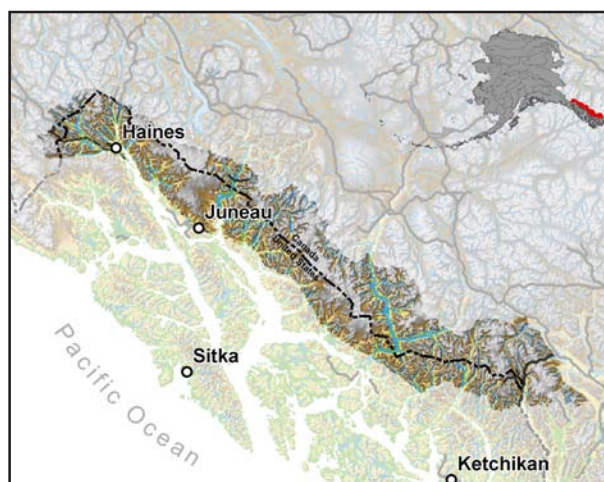 Haines
Juneau
Canada
United States
Sitka
Pacific Ocean
Ketchikan